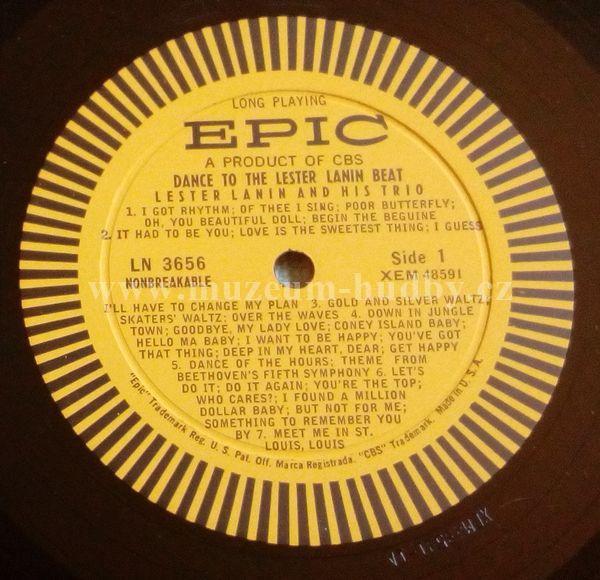 LONG PLAYING
EPIC
A PRODUCT OF CBS
DANCE TO THE LESTER LANIN BEAT
LESTER LANIN AND HIS TRIO
1. I GOT RHYTHM; OF THEE I SING; POOR BUTTERFLY;
OH, YOU BEAUTIFUL DOLL; BEGIN THE BEGUINE
2. IT HAD TO BE YOU; LOVE IS THE SWEETEST THING; I GUESS
LN 3656
NONBREAKABLE
Side 1
XEM 48591
www.muzeum-hudby.cz
I'LL HAVE TO CHANGE MY PLAN 3. GOLD AND SILVER WALTZ;
SKATERS' WALTZ; OVER THE WAVES 4. DOWN IN JUNGLE
TOWN; GOODBYE, MY LADY LOVE; CONEY ISLAND BABY;
HELLO MA BABY; I WANT TO BE HAPPY; YOU'VE GOT
THAT THING; DEEP IN MY HEART, DEAR; GET HAPPY
5. DANCE OF THE HOURS; THEME FROM
BEETHOVEN'S FIFTH SYMPHONY 6. LET'S
DO IT; DO IT AGAIN; YOU'RE THE TOP;
WHO CARES?; I FOUND A MILLION
DOLLAR BABY; BUT NOT FOR ME;
SOMETHING TO REMEMBER YOU
BY 7. MEET ME IN ST.
LOUIS, LOUIS
"Epic" Trademark Reg. U. S. Pat. Off. Marca Registrada. "CBS" Trademark. Made in U. S. A.